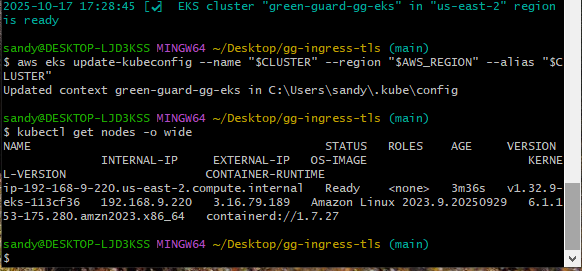 2025-10-17 17:28:45 [✔]  EKS cluster "green-guard-gg-eks" in "us-east-2" region
is ready
sandy@DESKTOP-LJD3KSS MINGW64 ~/Desktop/gg-ingress-tls (main)
$ aws eks update-kubeconfig --name "$CLUSTER" --region "$AWS_REGION" --alias "$C
LUSTER"
Updated context green-guard-gg-eks in C:\Users\sandy\.kube\config
sandy@DESKTOP-LJD3KSS MINGW64 ~/Desktop/gg-ingress-tls (main)
$ kubectl get nodes -o wide
NAME STATUS ROLES AGE VERSION
INTERNAL-IP EXTERNAL-IP OS-IMAGE KERNE
L-VERSION CONTAINER-RUNTIME
ip-192-168-9-220.us-east-2.compute.internal Ready <none> 3m36s v1.32.9-
eks-113cf36 192.168.9.220 3.16.79.189 Amazon Linux 2023.9.20250929 6.1.1
53-175.280.amzn2023.x86_64 containerd://1.7.27
sandy@DESKTOP-LJD3KSS MINGW64 ~/Desktop/gg-ingress-tls (main)
$